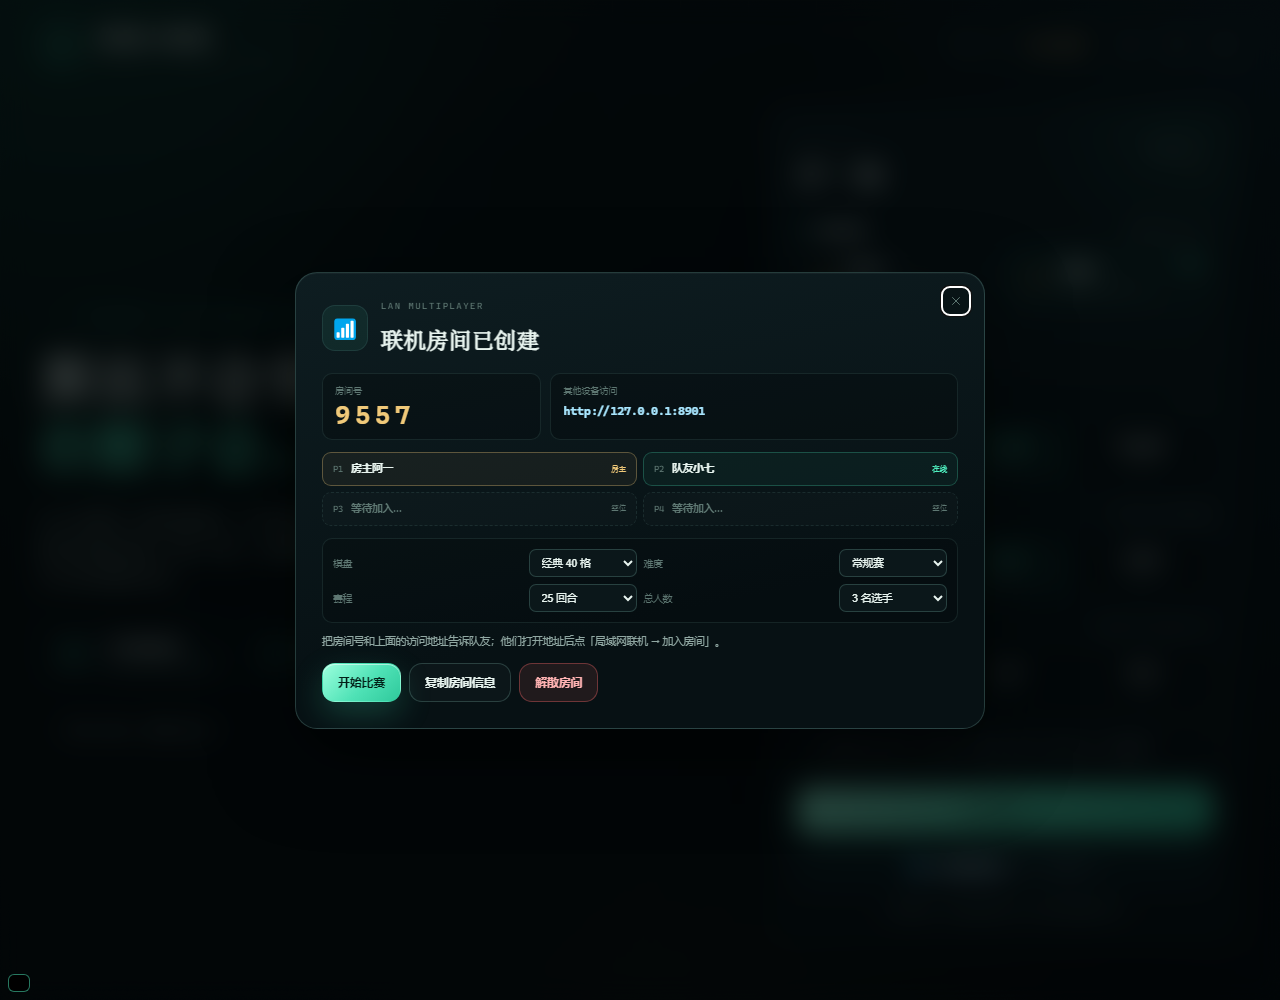 LAN MULTIPLAYER
联机房间已创建
房间号
9557
其他设备访问
http://127.0.0.1:8901
P1 房主阿一 房主
P2 队友小七 在线
P3 等待加入... 空位
P4 等待加入... 空位
棋盘 经典 40 格 难度 常规赛
赛程 25 回合 总人数 3 名选手
把房间号和上面的访问地址告诉队友；他们打开地址后点「局域网联机 → 加入房间」。
开始比赛 复制房间信息 解散房间